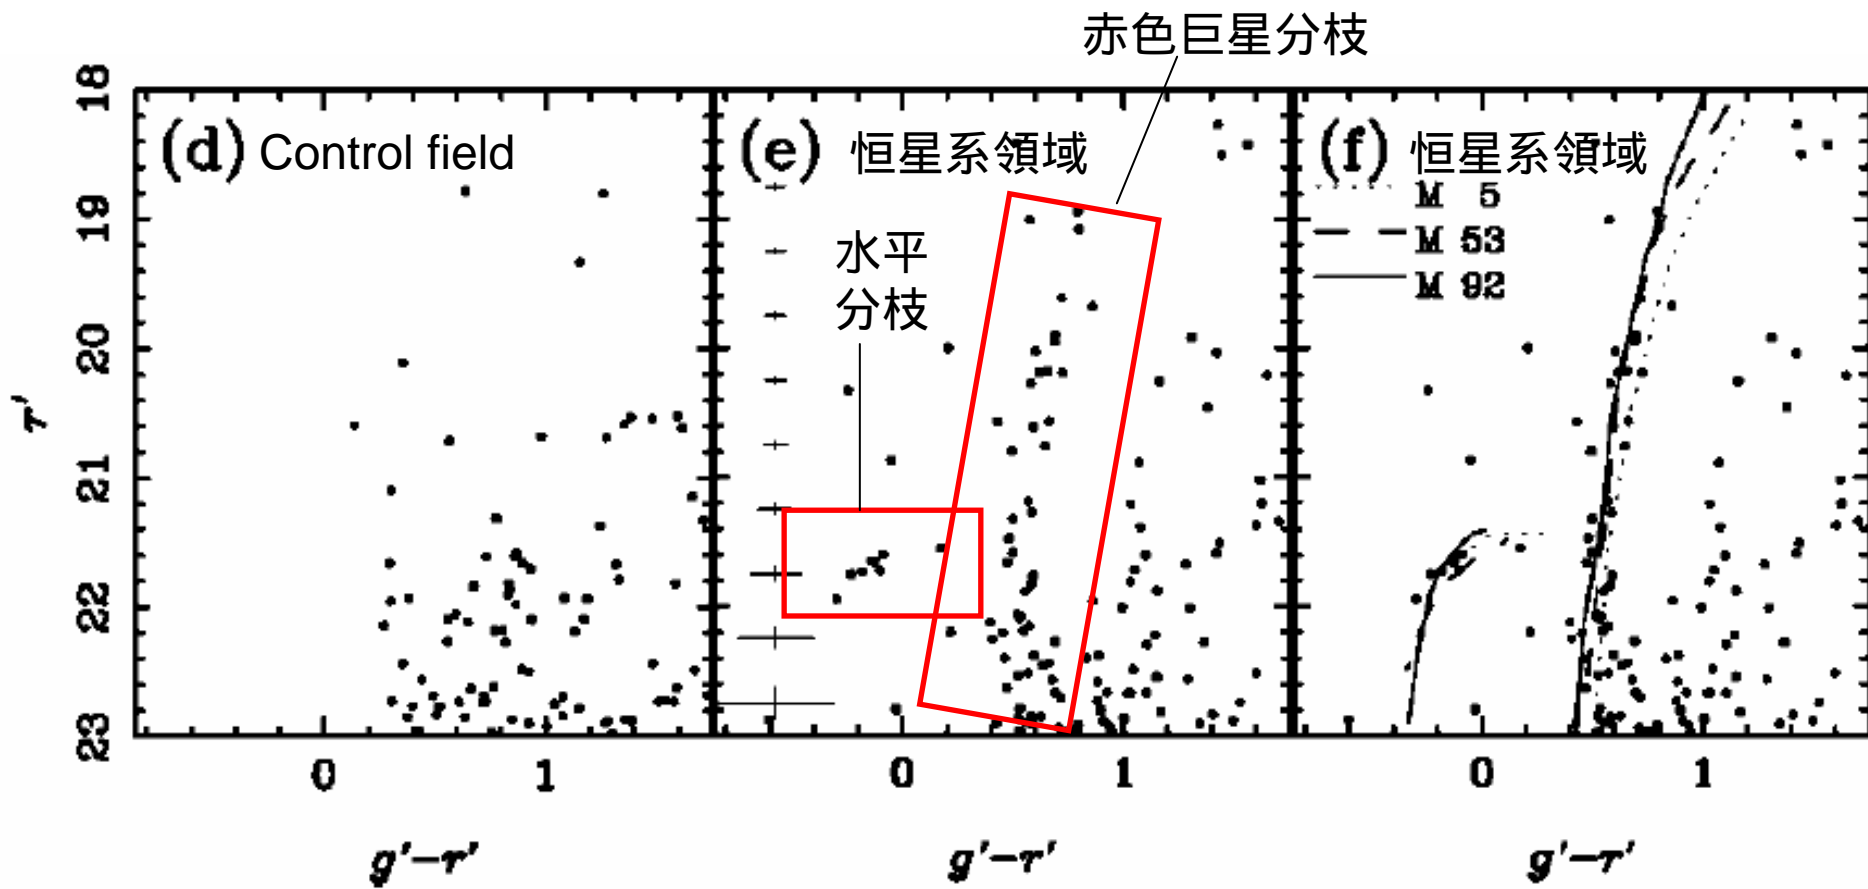 赤色巨星分枝
18
19
20
21
22
23
r'
(d) Control field
0 1
g'-r'
(e) 恒星系領域
水平
分枝
0 1
g'-r'
(f) 恒星系領域
M 5
M 53
M 92
0 1
g'-r'